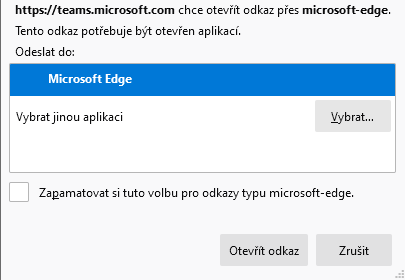 https://teams.microsoft.com chce otevřít odkaz přes microsoft-edge.
Tento odkaz potřebuje být otevřen aplikací.
Odeslat do:
Microsoft Edge
Vybrat jinou aplikaci
Vybrat...
Zapamatovat si tuto volbu pro odkazy typu microsoft-edge.
Otevřít odkaz
Zrušit